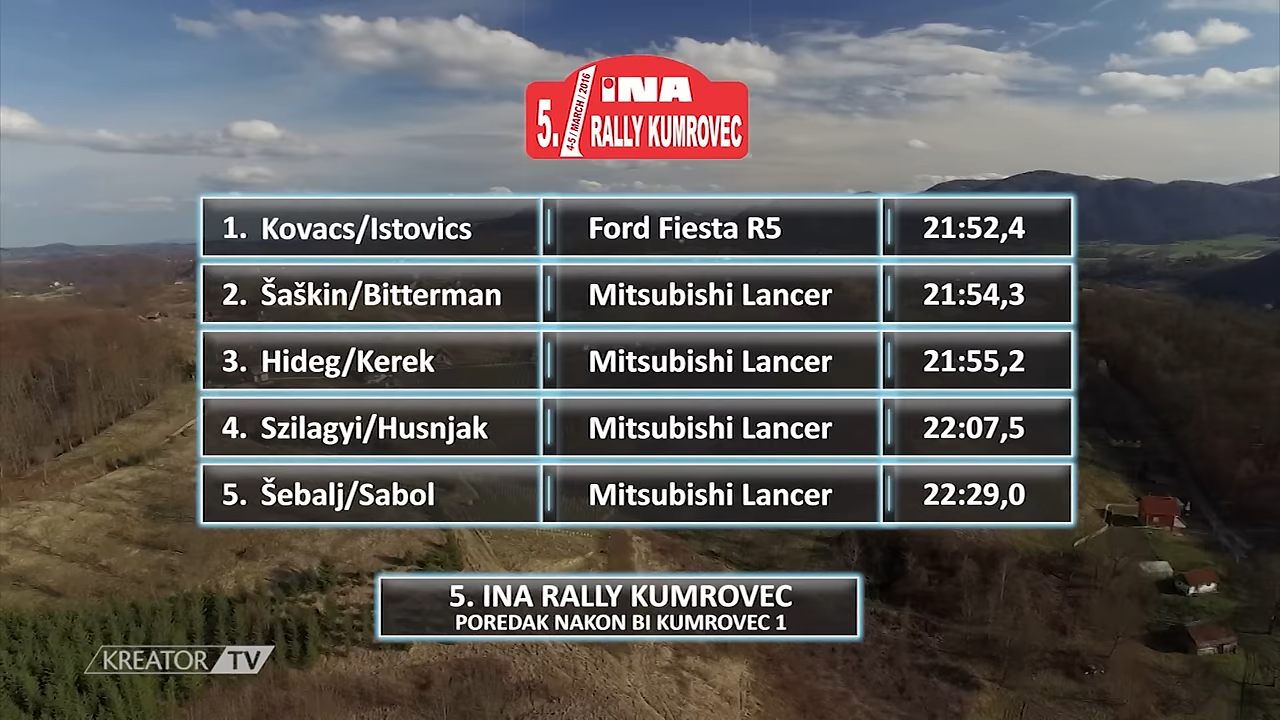 INA
5. 4-5 / MARCH / 2016 RALLY KUMROVEC
1. Kovacs/Istovics Ford Fiesta R5 21:52,4
2. Šaškin/Bitterman Mitsubishi Lancer 21:54,3
3. Hideg/Kerek Mitsubishi Lancer 21:55,2
4. Szilagyi/Husnjak Mitsubishi Lancer 22:07,5
5. Šebalj/Sabol Mitsubishi Lancer 22:29,0
5. INA RALLY KUMROVEC
POREDAK NAKON BI KUMROVEC 1
KREATOR TV